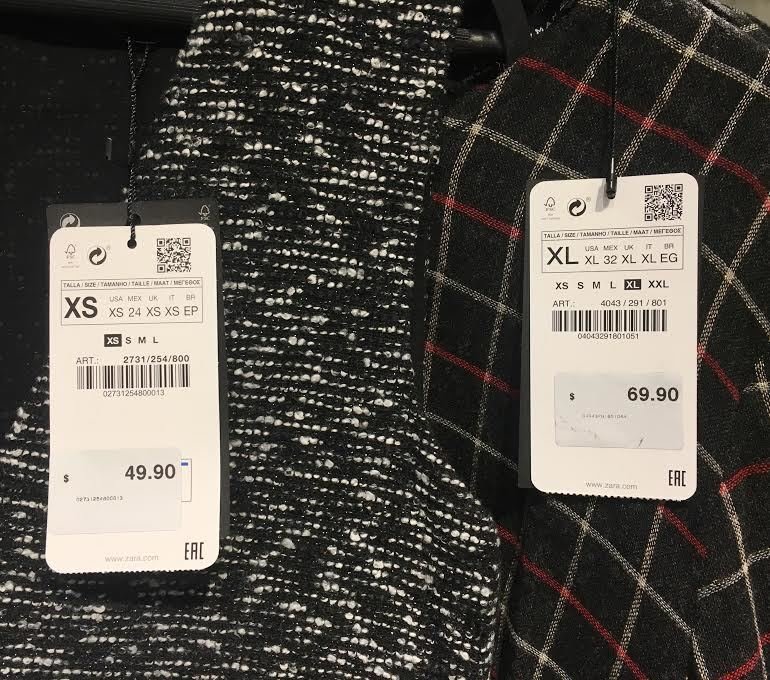 TALLA / SIZE / TAMANHO / TAILLE / MAAT / ΜΕΓΕΘΟΣ
XS
USA MEX UK IT BR
XS 24 XS XS EP
XS S M L
ART.: 2731/254/800
02731254800013
$ 49.90
02731254800013
www.zara.com
EAC
FSC
TALLA / SIZE / TAMANHO / TAILLE / MAAT / ΜΕΓΕΘΟΣ
XL
USA MEX UK IT BR
XL 32 XL XL EG
XS S M L XL XXL
ART.: 4043 / 291 / 801
04043291801051
$ 69.90
www.zara.com
EAC